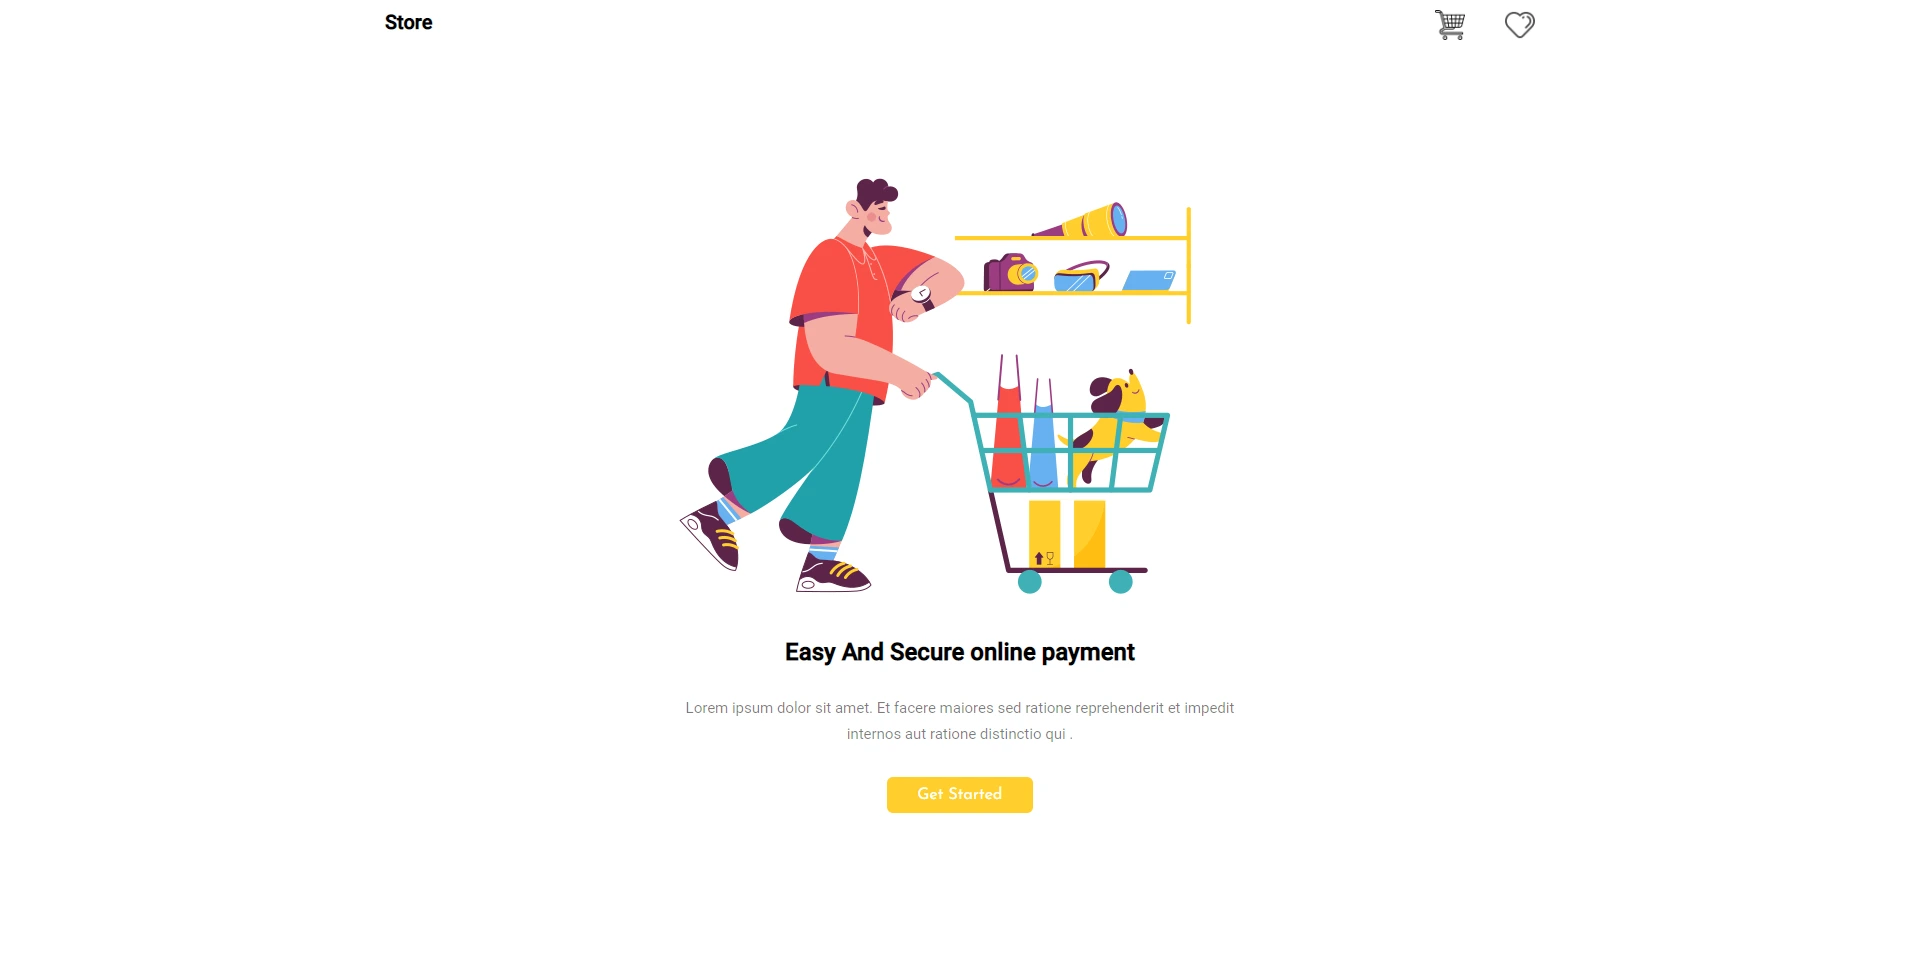 Store
Easy And Secure online payment
Lorem ipsum dolor sit amet. Et facere maiores sed ratione reprehenderit et impedit
internos aut ratione distinctio qui .
Get Started